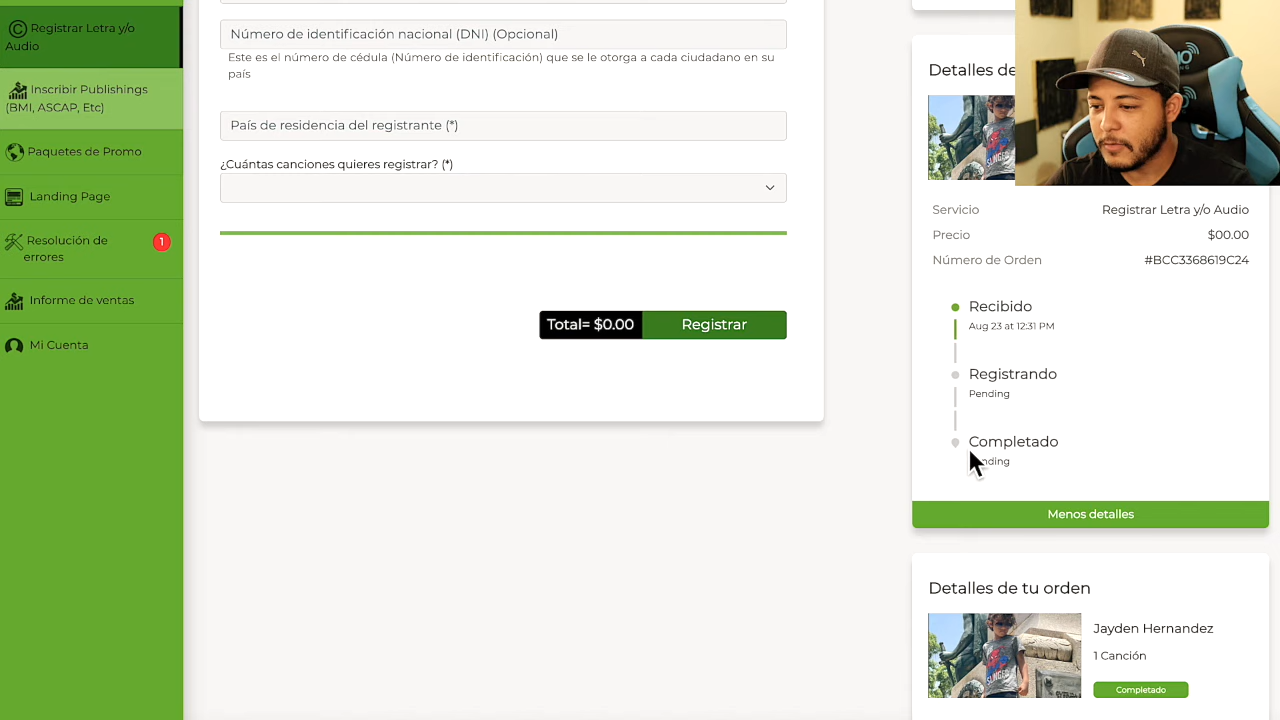 Registrar Letra y/o
Audio
Inscribir Publishings
(BMI, ASCAP, Etc)
Paquetes de Promo
Landing Page
Resolución de
errores
1
Informe de ventas
Mi Cuenta
Número de identificación nacional (DNI) (Opcional)
Este es el número de cédula (Número de identificación) que se le otorga a cada ciudadano en su
país
País de residencia del registrante (*)
¿Cuántas canciones quieres registrar? (*)
Total= $0.00
Registrar
Detalles de
Servicio
Registrar Letra y/o Audio
Precio
$00.00
Número de Orden
#BCC3368619C24
Recibido
Aug 23 at 12:31 PM
Registrando
Pending
Completado
Menos detalles
Detalles de tu orden
Jayden Hernandez
1 Canción
Completado